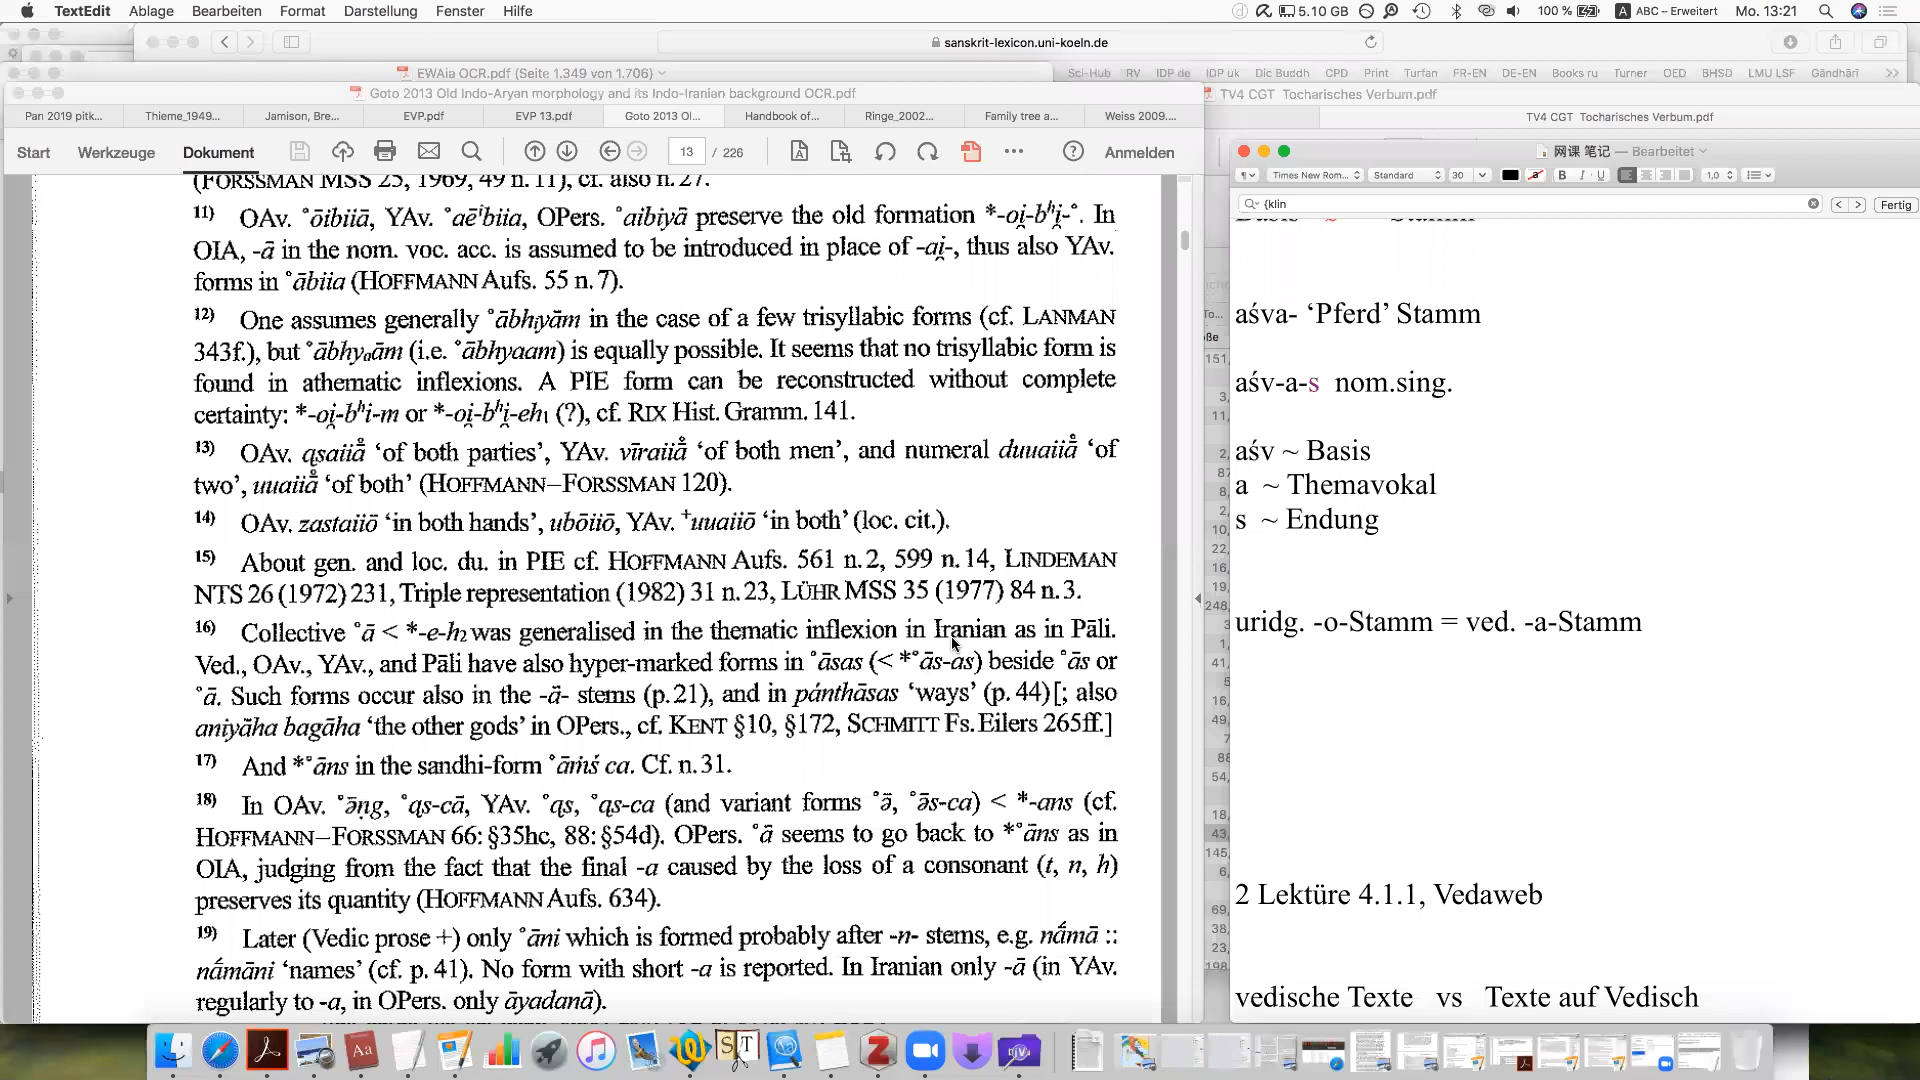 TextEdit Ablage Bearbeiten Format Darstellung Fenster Hilfe 5.10 GB 100 % A ABC – Erweitert Mo. 13:21
sanskrit-lexicon.uni-koeln.de
EWAia OCR.pdf (Seite 1.349 von 1.706)
Sci-Hub RV IDP de IDP uk Dic Buddh CPD Print Turfan FR-EN DE-EN Books ru Turner OED BHSD LMU LSF Gāndhārī
Goto 2013 Old Indo-Aryan morphology and its Indo-Iranian background OCR.pdf
TV4 CGT Tocharisches Verbum.pdf
Pan 2019 pitk... Thieme_1949... Jamison, Bre... EVP.pdf EVP 13.pdf Goto 2013 Ol... Handbook of... Ringe_2002... Family tree a... Weiss 2009....
TV4 CGT Tocharisches Verbum.pdf
Start Werkzeuge Dokument 13 / 226 Anmelden
(FORSSMAN MSS 25, 1969, 49 n. 11), cf. also n. 27.
11) OAv. °ōibiiā, YAv. °aēⁱbiia, OPers. °aibiyā preserve the old formation *-oi̯-bʰi̯-°. In
OIA, -ā in the nom. voc. acc. is assumed to be introduced in place of -ai̯-, thus also YAv.
forms in °ābiia (HOFFMANN Aufs. 55 n. 7).
12) One assumes generally °ābhiyām in the case of a few trisyllabic forms (cf. LANMAN
343f.), but °ābhyₐām (i.e. °ābhyaam) is equally possible. It seems that no trisyllabic form is
found in athematic inflexions. A PIE form can be reconstructed without complete
certainty: *-oi̯-bʰi-m or *-oi̯-bʰi̯-eh₁ (?), cf. RIX Hist. Gramm. 141.
13) OAv. ąsaiiå̄ ‘of both parties’, YAv. vīraiiå̄ ‘of both men’, and numeral duuaiiå̄ ‘of
two’, uuaiiå̄ ‘of both’ (HOFFMANN–FORSSMAN 120).
14) OAv. zastaiiō ‘in both hands’, ubōiiō, YAv. ⁺uuaiiō ‘in both’ (loc. cit.).
15) About gen. and loc. du. in PIE cf. HOFFMANN Aufs. 561 n.2, 599 n.14, LINDEMAN
NTS 26 (1972) 231, Triple representation (1982) 31 n.23, LÜHR MSS 35 (1977) 84 n.3.
16) Collective °ā < *-e-h₂ was generalised in the thematic inflexion in Iranian as in Pāli.
Ved., OAv., YAv., and Pāli have also hyper-marked forms in °āsas (< *°ās-as) beside °ās or
°ā. Such forms occur also in the -ā- stems (p.21), and in pánthāsas ‘ways’ (p. 44)[; also
aniyāha bagāha ‘the other gods’ in OPers., cf. KENT §10, §172, SCHMITT Fs. Eilers 265ff.]
17) And *°āns in the sandhi-form °āṁś ca. Cf. n.31.
18) In OAv. °ə̄ṇg, °ąs-cā, YAv. °ąs, °ąs-ca (and variant forms °ə̄, °ə̄s-ca) < *-ans (cf.
HOFFMANN–FORSSMAN 66: §35hc, 88: §54d). OPers. °ā seems to go back to *°āns as in
OIA, judging from the fact that the final -a caused by the loss of a consonant (t, n, h)
preserves its quantity (HOFFMANN Aufs. 634).
19) Later (Vedic prose +) only °āni which is formed probably after -n- stems, e.g. nā́mā ::
nā́māni ‘names’ (cf. p. 41). No form with short -a is reported. In Iranian only -ā (in YAv.
regularly to -a, in OPers. only āyadanā).
网课 笔记 — Bearbeitet
Times New Rom... Standard 30 B I U 1,0
{klin Fertig
aśva- ‘Pferd’ Stamm
aśv-a-s nom.sing.
aśv ~ Basis
a ~ Themavokal
s ~ Endung
uridg. -o-Stamm = ved. -a-Stamm
2 Lektüre 4.1.1, Vedaweb
vedische Texte vs Texte auf Vedisch